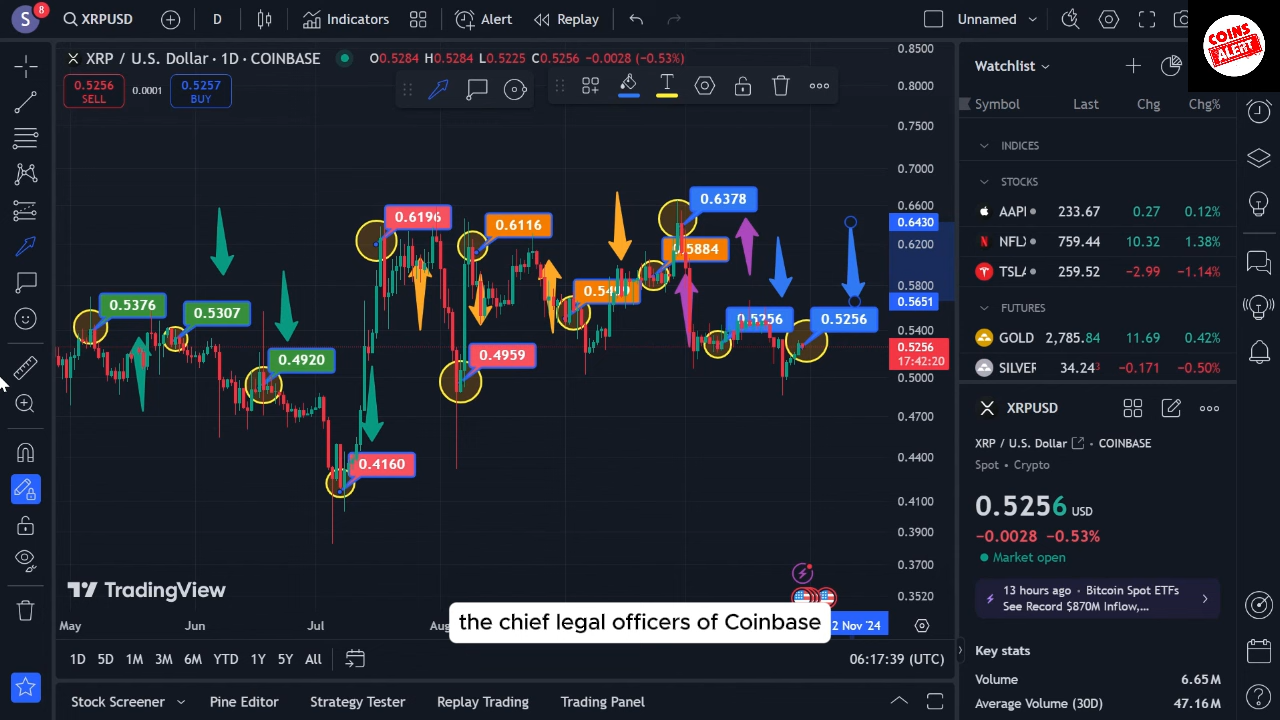 S 8 XRPUSD D Indicators Alert Replay Unnamed
COINS ALERT
XRP / U.S. Dollar · 1D · COINBASE O0.5284 H0.5284 L0.5225 C0.5256 −0.0028 (−0.53%)
0.5256 SELL
0.0001
0.5257 BUY
T
0.5376
0.5307
0.4920
0.4160
0.6196
0.4959
0.6116
0.5884
0.6378
0.5256
0.5256
0.8500
0.8000
0.7500
0.7000
0.6600
0.6430
0.6200
0.5800
0.5651
0.5400
0.5256
17:42:20
0.5000
0.4700
0.4400
0.4100
0.3900
0.3700
0.3520
TradingView
May Jun Jul
2 Nov '24
the chief legal officers of Coinbase
1D 5D 1M 3M 6M YTD 1Y 5Y All
06:17:39 (UTC)
Stock Screener Pine Editor Strategy Tester Replay Trading Trading Panel
Watchlist
Symbol Last Chg Chg%
INDICES
STOCKS
AAPL 233.67 0.27 0.12%
NFLX 759.44 10.32 1.38%
TSLA 259.52 −2.99 −1.14%
FUTURES
GOLD 2,785.84 11.69 0.42%
SILVER 34.243 −0.171 −0.50%
XRPUSD
XRP / U.S. Dollar COINBASE
Spot • Crypto
0.5256 USD
−0.0028 −0.53%
Market open
13 hours ago • Bitcoin Spot ETFs
See Record $870M Inflow,...
Key stats
Volume 6.65M
Average Volume (30D) 47.16M